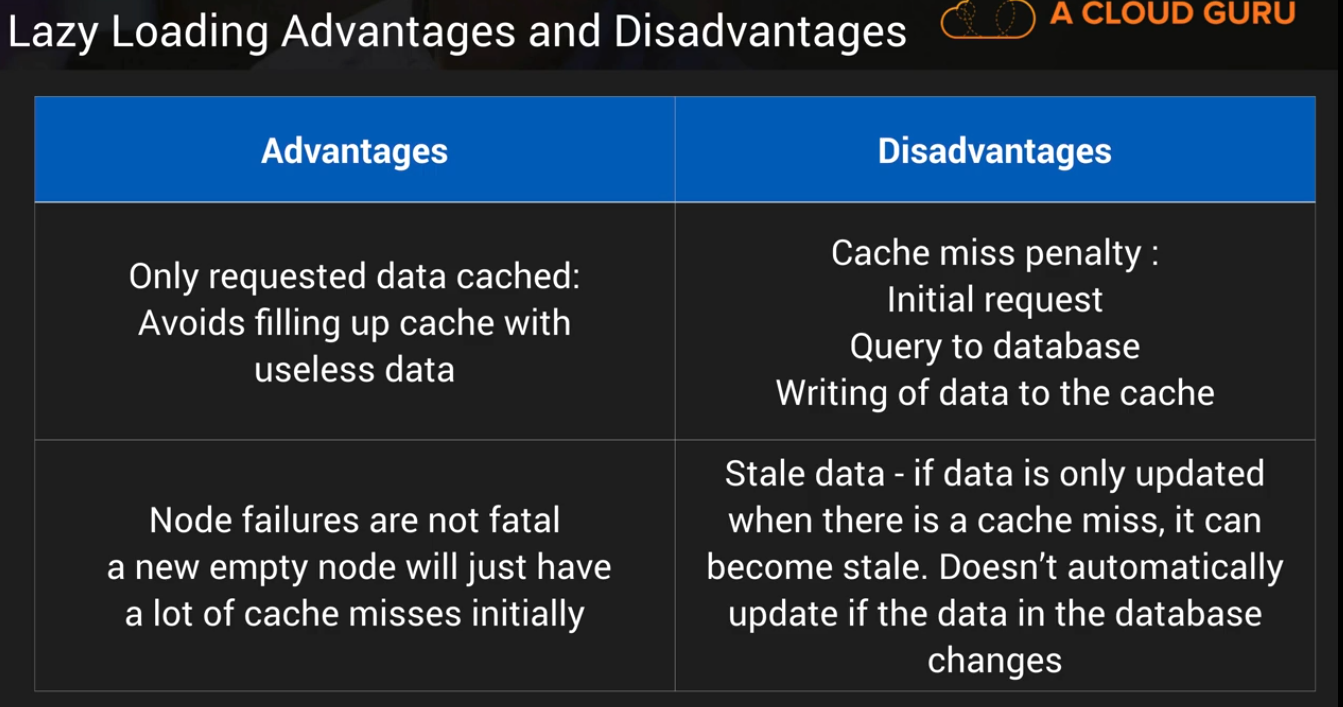 Lazy Loading Advantages and Disadvantages
A CLOUD GURU
Advantages
Disadvantages
Only requested data cached:
Avoids filling up cache with
useless data
Cache miss penalty :
Initial request
Query to database
Writing of data to the cache
Node failures are not fatal
a new empty node will just have
a lot of cache misses initially
Stale data - if data is only updated
when there is a cache miss, it can
become stale. Doesn’t automatically
update if the data in the database
changes